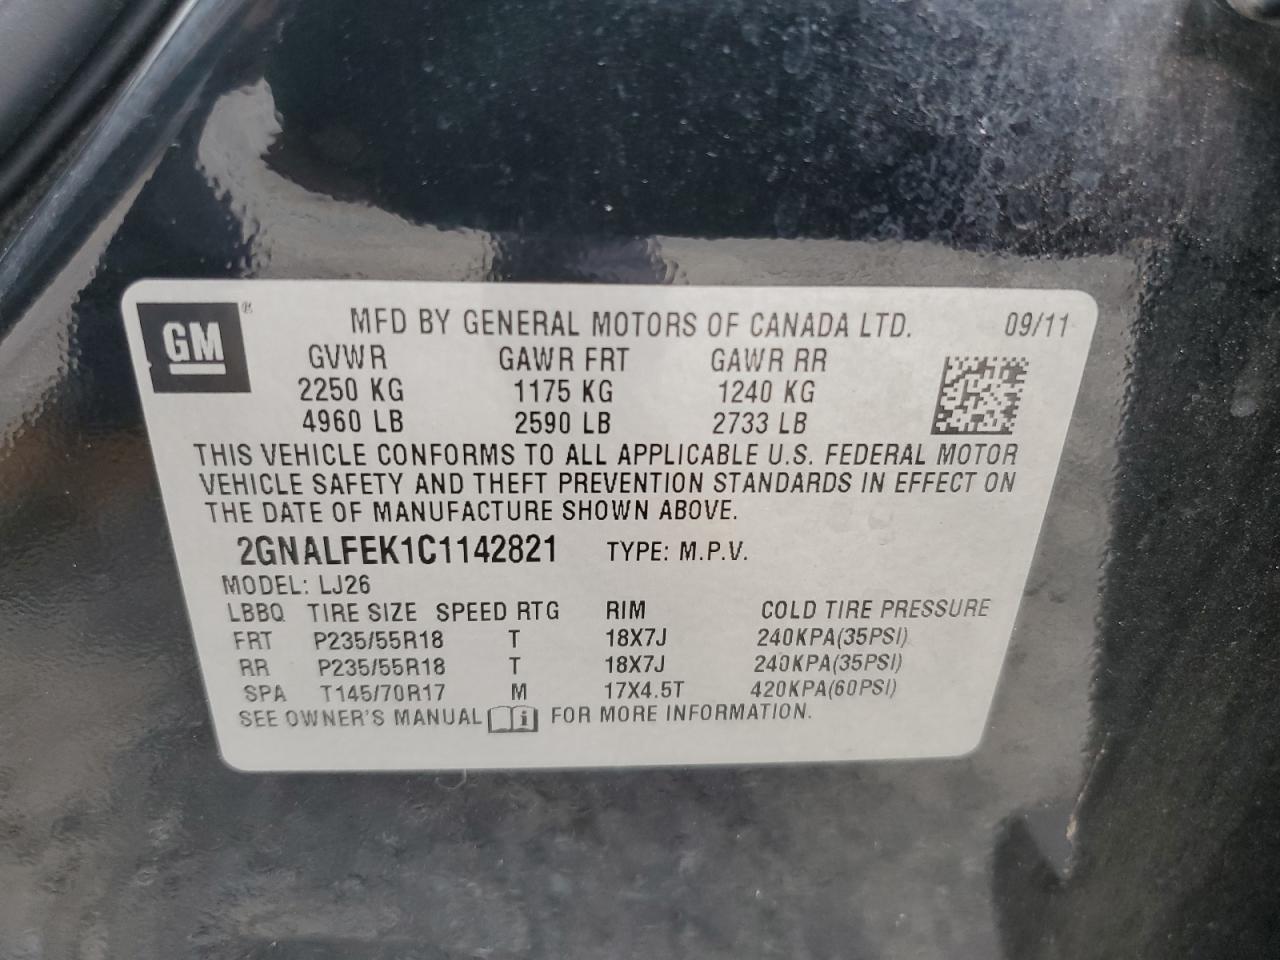 GM®
MFD BY GENERAL MOTORS OF CANADA LTD. 09/11
GVWR GAWR FRT GAWR RR
2250 KG 1175 KG 1240 KG
4960 LB 2590 LB 2733 LB
THIS VEHICLE CONFORMS TO ALL APPLICABLE U.S. FEDERAL MOTOR
VEHICLE SAFETY AND THEFT PREVENTION STANDARDS IN EFFECT ON
THE DATE OF MANUFACTURE SHOWN ABOVE.
2GNALFEK1C1142821 TYPE: M.P.V.
MODEL: LJ26
LBBQ TIRE SIZE SPEED RTG RIM COLD TIRE PRESSURE
FRT P235/55R18 T 18X7J 240KPA(35PSI)
RR P235/55R18 T 18X7J 240KPA(35PSI)
SPA T145/70R17 M 17X4.5T 420KPA(60PSI)
SEE OWNER'S MANUAL i FOR MORE INFORMATION.